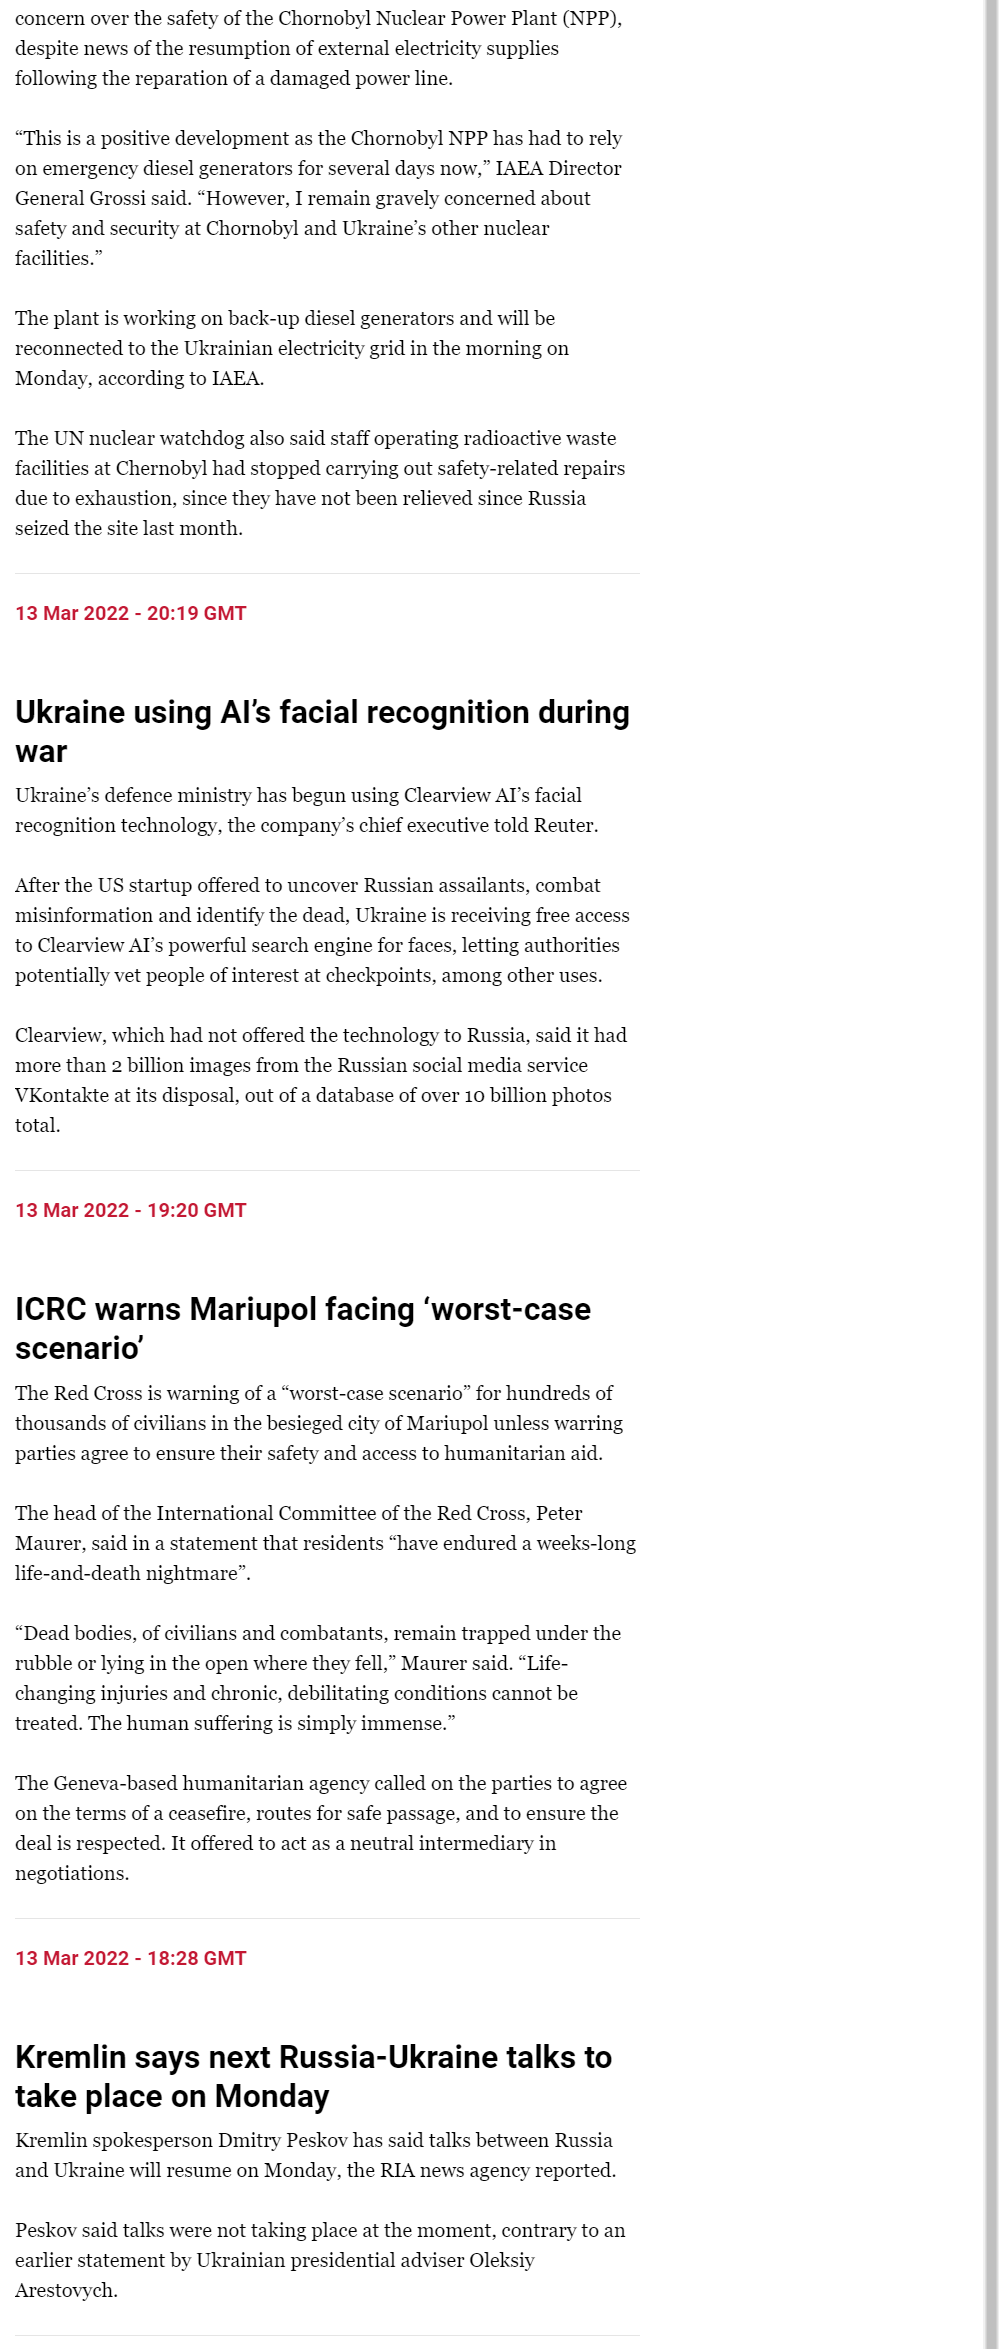 concern over the safety of the Chornobyl Nuclear Power Plant (NPP),
despite news of the resumption of external electricity supplies
following the reparation of a damaged power line.
“This is a positive development as the Chornobyl NPP has had to rely
on emergency diesel generators for several days now,” IAEA Director
General Grossi said. “However, I remain gravely concerned about
safety and security at Chornobyl and Ukraine’s other nuclear
facilities.”
The plant is working on back-up diesel generators and will be
reconnected to the Ukrainian electricity grid in the morning on
Monday, according to IAEA.
The UN nuclear watchdog also said staff operating radioactive waste
facilities at Chernobyl had stopped carrying out safety-related repairs
due to exhaustion, since they have not been relieved since Russia
seized the site last month.
13 Mar 2022 - 20:19 GMT
Ukraine using AI’s facial recognition during
war
Ukraine’s defence ministry has begun using Clearview AI’s facial
recognition technology, the company’s chief executive told Reuter.
After the US startup offered to uncover Russian assailants, combat
misinformation and identify the dead, Ukraine is receiving free access
to Clearview AI’s powerful search engine for faces, letting authorities
potentially vet people of interest at checkpoints, among other uses.
Clearview, which had not offered the technology to Russia, said it had
more than 2 billion images from the Russian social media service
VKontakte at its disposal, out of a database of over 10 billion photos
total.
13 Mar 2022 - 19:20 GMT
ICRC warns Mariupol facing ‘worst-case
scenario’
The Red Cross is warning of a “worst-case scenario” for hundreds of
thousands of civilians in the besieged city of Mariupol unless warring
parties agree to ensure their safety and access to humanitarian aid.
The head of the International Committee of the Red Cross, Peter
Maurer, said in a statement that residents “have endured a weeks-long
life-and-death nightmare”.
“Dead bodies, of civilians and combatants, remain trapped under the
rubble or lying in the open where they fell,” Maurer said. “Life-
changing injuries and chronic, debilitating conditions cannot be
treated. The human suffering is simply immense.”
The Geneva-based humanitarian agency called on the parties to agree
on the terms of a ceasefire, routes for safe passage, and to ensure the
deal is respected. It offered to act as a neutral intermediary in
negotiations.
13 Mar 2022 - 18:28 GMT
Kremlin says next Russia-Ukraine talks to
take place on Monday
Kremlin spokesperson Dmitry Peskov has said talks between Russia
and Ukraine will resume on Monday, the RIA news agency reported.
Peskov said talks were not taking place at the moment, contrary to an
earlier statement by Ukrainian presidential adviser Oleksiy
Arestovych.